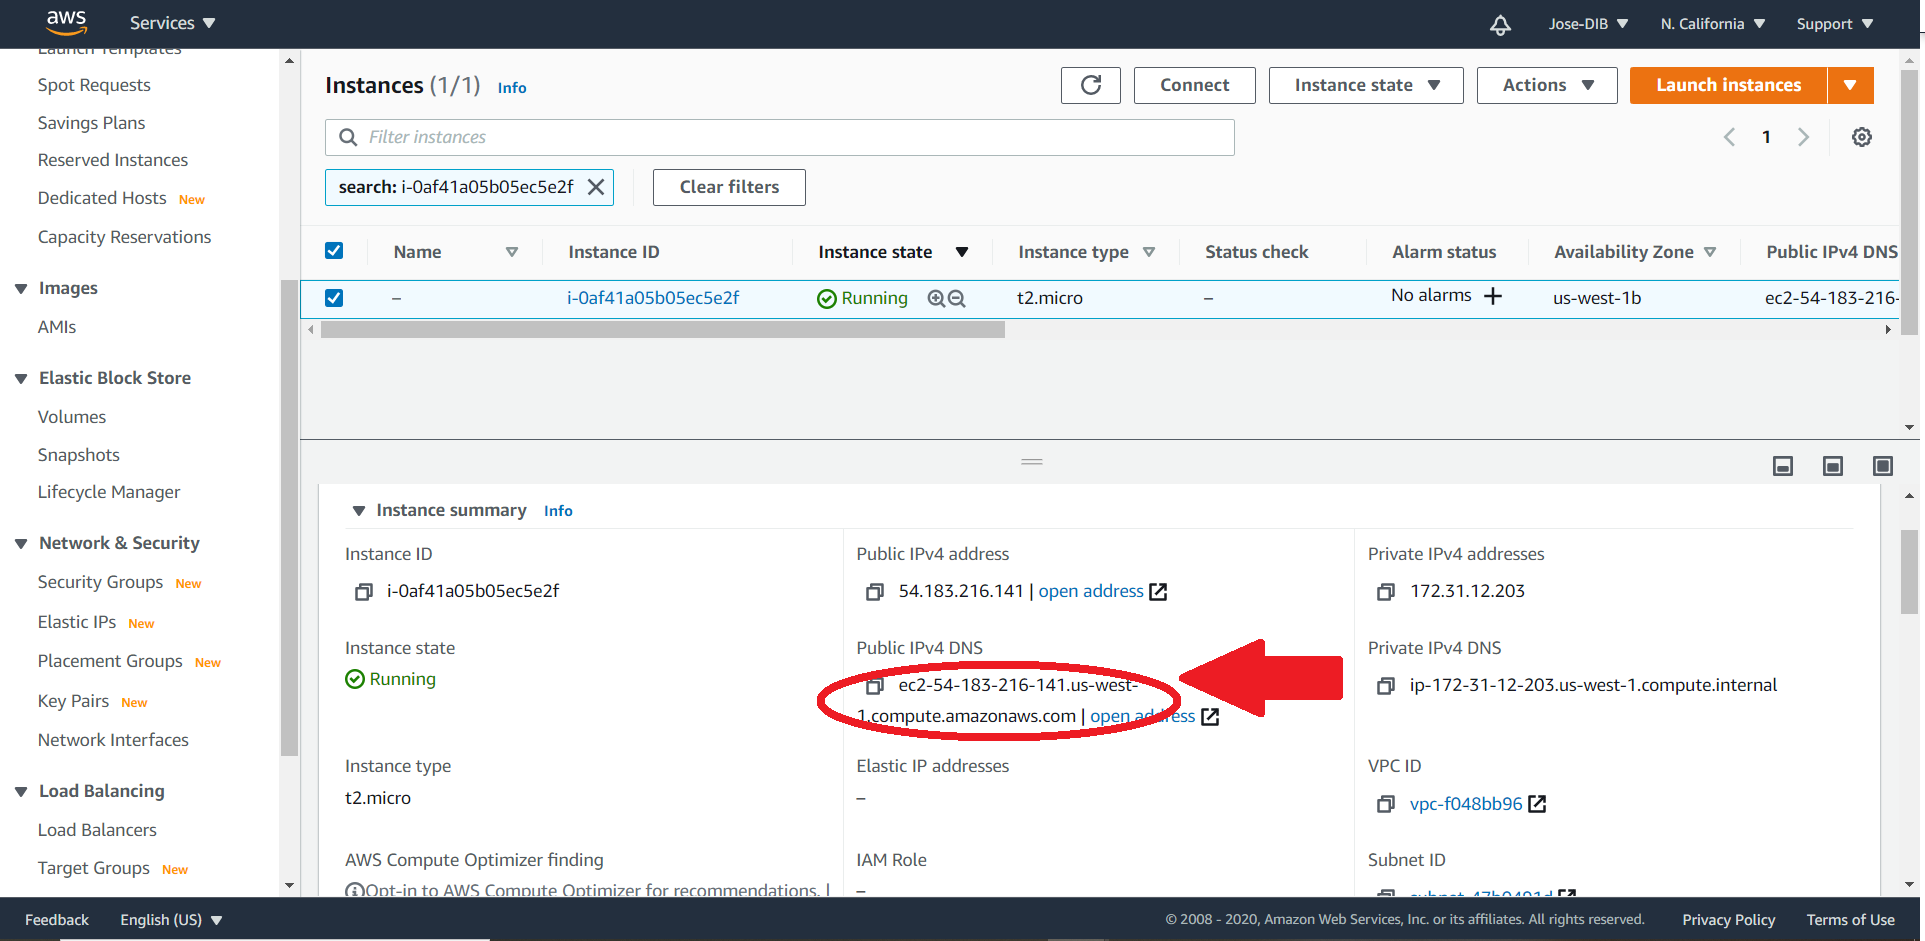 aws
Services
Jose-DIB
N. California
Support
Launch Templates
Spot Requests
Savings Plans
Reserved Instances
Dedicated Hosts New
Capacity Reservations
Images
AMIs
Elastic Block Store
Volumes
Snapshots
Lifecycle Manager
Network & Security
Security Groups New
Elastic IPs New
Placement Groups New
Key Pairs New
Network Interfaces
Load Balancing
Load Balancers
Target Groups New
Instances (1/1) Info
Connect
Instance state
Actions
Launch instances
Filter instances
1
search: i-0af41a05b05ec5e2f
Clear filters
Name Instance ID Instance state Instance type Status check Alarm status Availability Zone Public IPv4 DNS
– i-0af41a05b05ec5e2f Running t2.micro – No alarms + us-west-1b ec2-54-183-216-
Instance summary Info
Instance ID
i-0af41a05b05ec5e2f
Public IPv4 address
54.183.216.141 | open address
Private IPv4 addresses
172.31.12.203
Instance state
Running
Public IPv4 DNS
ec2-54-183-216-141.us-west-
1.compute.amazonaws.com | open address
Private IPv4 DNS
ip-172-31-12-203.us-west-1.compute.internal
Instance type
t2.micro
Elastic IP addresses
–
VPC ID
vpc-f048bb96
AWS Compute Optimizer finding
Opt-in to AWS Compute Optimizer for recommendations. |
IAM Role
–
Subnet ID
Feedback
English (US)
© 2008 - 2020, Amazon Web Services, Inc. or its affiliates. All rights reserved.
Privacy Policy
Terms of Use